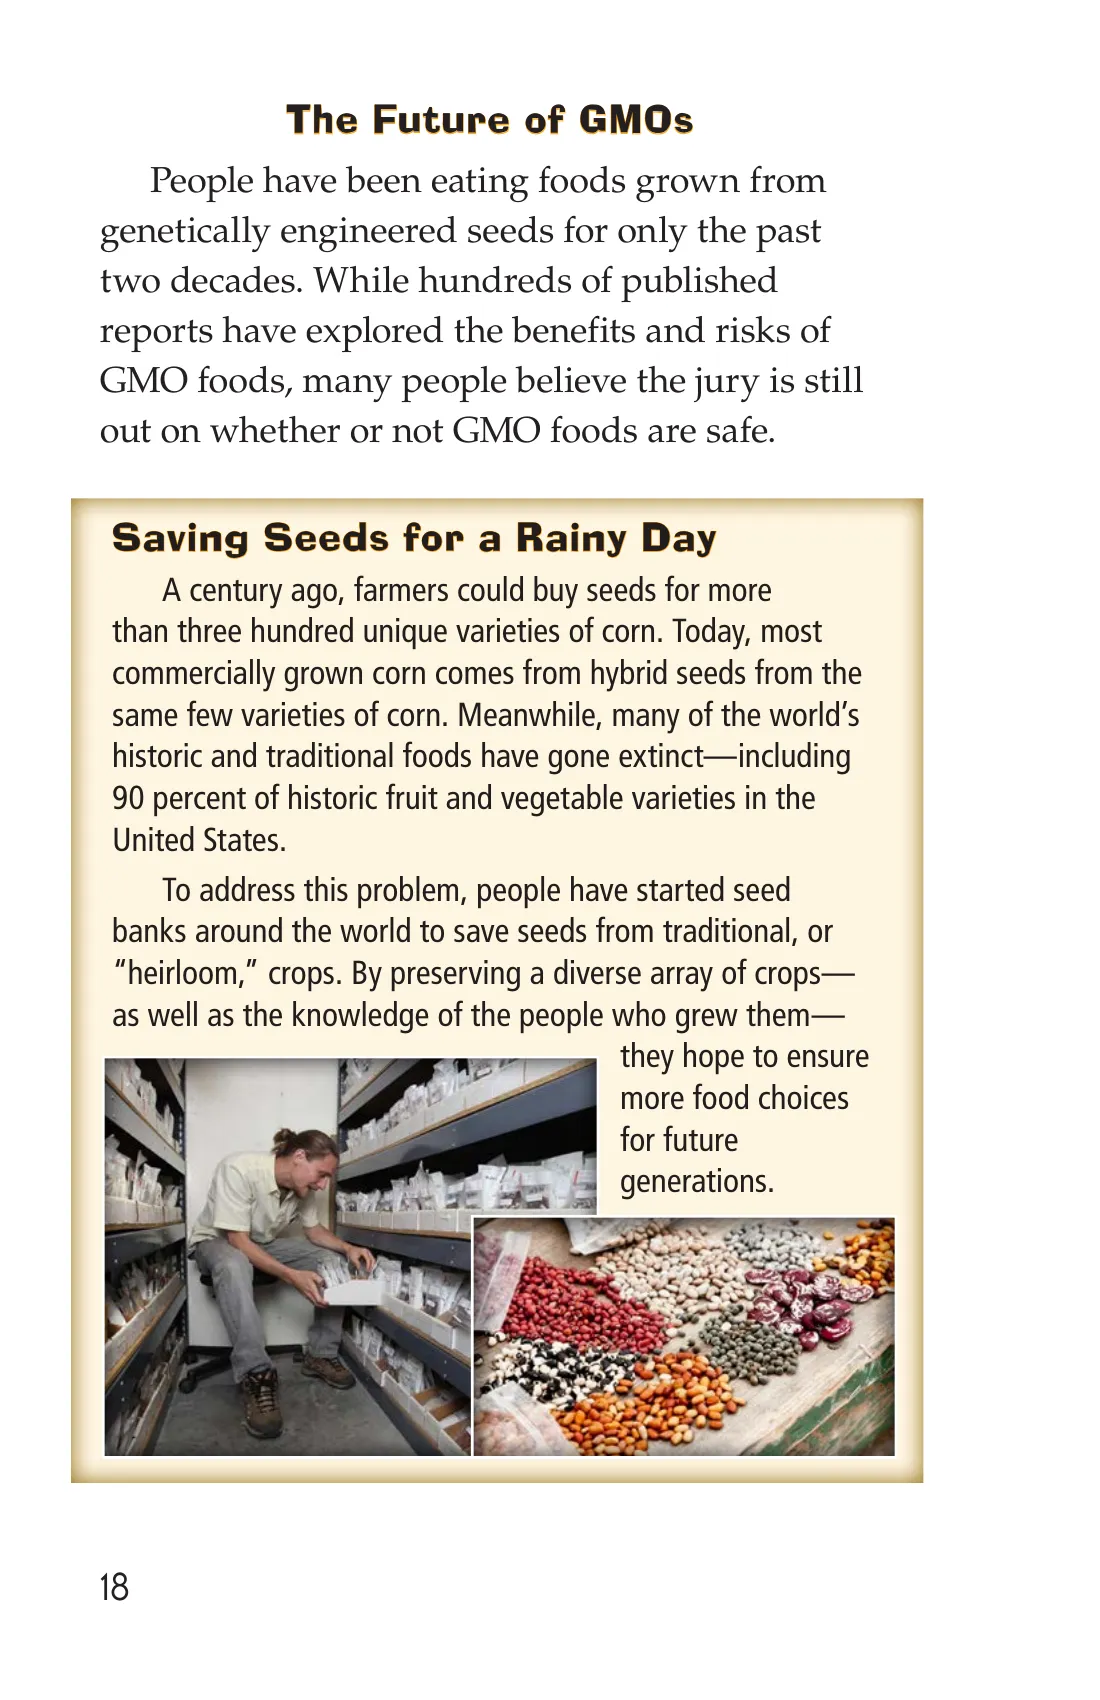 The Future of GMOs
People have been eating foods grown from
genetically engineered seeds for only the past
two decades. While hundreds of published
reports have explored the benefits and risks of
GMO foods, many people believe the jury is still
out on whether or not GMO foods are safe.
Saving Seeds for a Rainy Day
A century ago, farmers could buy seeds for more
than three hundred unique varieties of corn. Today, most
commercially grown corn comes from hybrid seeds from the
same few varieties of corn. Meanwhile, many of the world’s
historic and traditional foods have gone extinct—including
90 percent of historic fruit and vegetable varieties in the
United States.
To address this problem, people have started seed
banks around the world to save seeds from traditional, or
“heirloom,” crops. By preserving a diverse array of crops—
as well as the knowledge of the people who grew them—
they hope to ensure
more food choices
for future
generations.
18